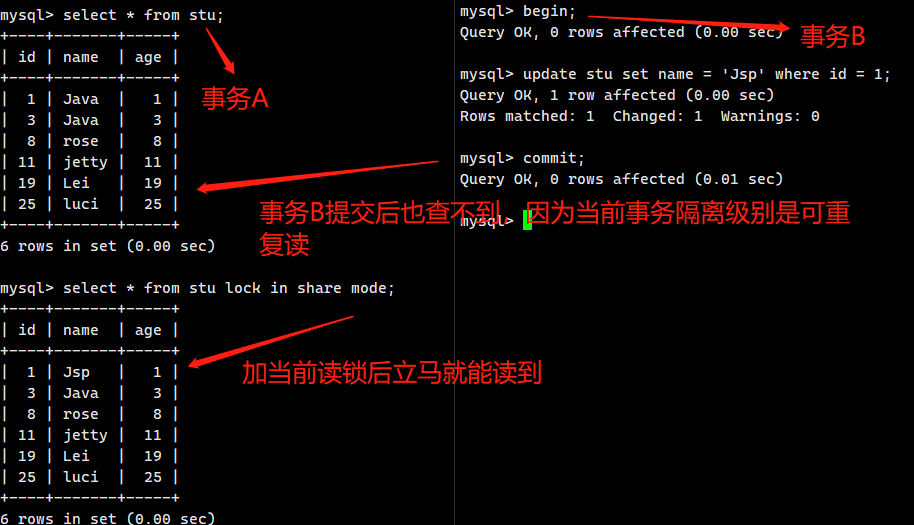 mysql> select * from stu;
+----+-------+-----+
| id | name  | age |
+----+-------+-----+
|  1 | Java  |   1 |
|  3 | Java  |   3 |
|  8 | rose  |   8 |
| 11 | jetty |  11 |
| 19 | Lei   |  19 |
| 25 | luci  |  25 |
+----+-------+-----+
6 rows in set (0.00 sec)
事务A
事务B提交后也查不到，因为当前事务隔离级别是可重
复读
mysql> select * from stu lock in share mode;
+----+-------+-----+
| id | name  | age |
+----+-------+-----+
|  1 | Jsp   |   1 |
|  3 | Java  |   3 |
|  8 | rose  |   8 |
| 11 | jetty |  11 |
| 19 | Lei   |  19 |
| 25 | luci  |  25 |
+----+-------+-----+
6 rows in set (0.00 sec)
加当前读锁后立马就能读到
mysql> begin;
Query OK, 0 rows affected (0.00 sec)
事务B
mysql> update stu set name = 'Jsp' where id = 1;
Query OK, 1 row affected (0.00 sec)
Rows matched: 1  Changed: 1  Warnings: 0
mysql> commit;
Query OK, 0 rows affected (0.01 sec)
mysql>